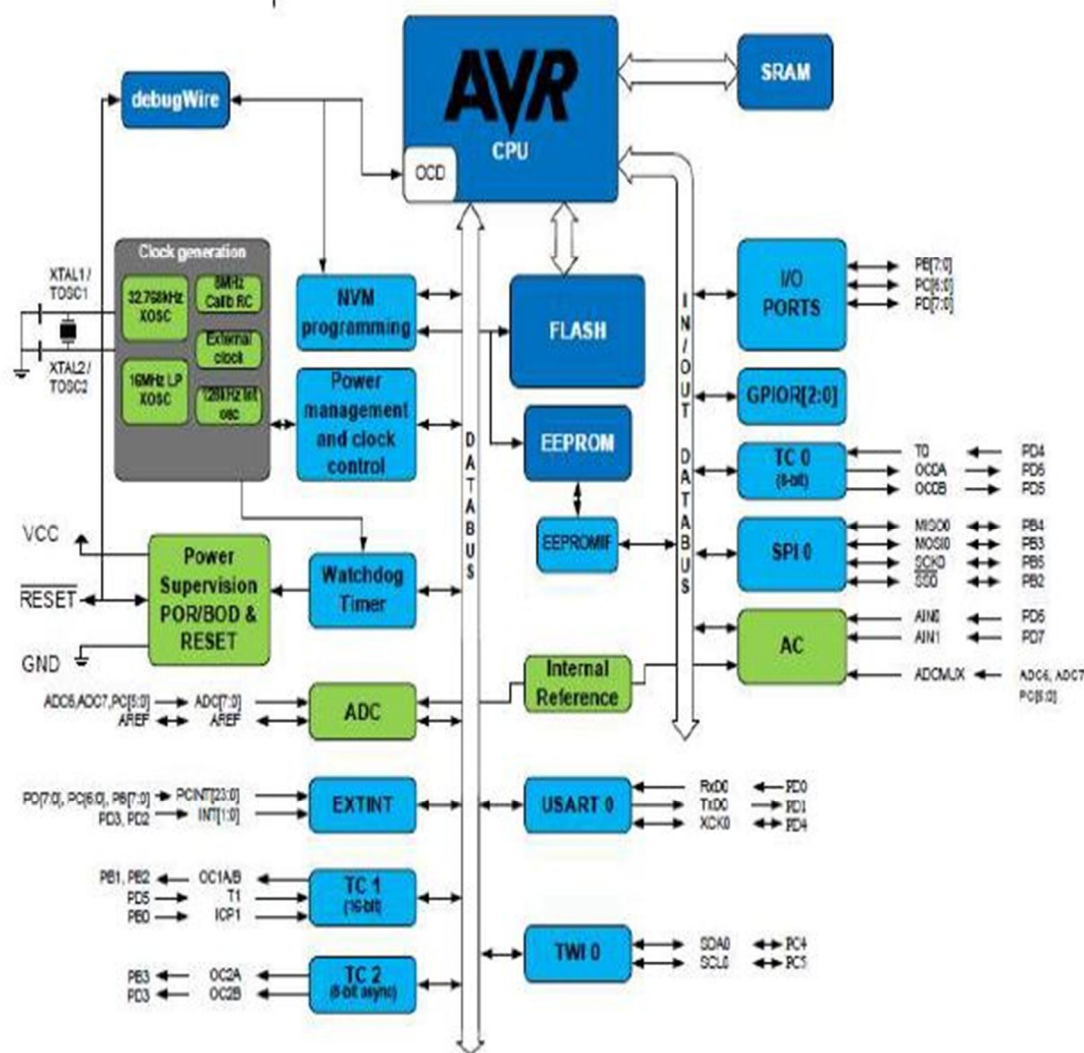 AVR
CPU
OCD
SRAM
debugWire
Clock generation
XTAL1/
TOSC1
32.768kHz
XOSC
8MHz
Calib RC
External
clock
16MHz LP
XOSC
128kHz int
osc
XTAL2/
TOSC2
NVM
programming
FLASH
I/O
PORTS
PB[7:0]
PC[6:0]
PD[7:0]
Power
management
and clock
control
EEPROM
EEPROMIF
DATABUS
IN/OUT DATABUS
GPIOR[2:0]
TC 0
(8-bit)
T0 PD4
OC0A PD6
OC0B PD5
SPI 0
MISO0 PB4
MOSI0 PB3
SCK0 PB5
SS0 PB2
VCC
RESET
GND
Power
Supervision
POR/BOD &
RESET
Watchdog
Timer
Internal
Reference
AC
AIN0 PD6
AIN1 PD7
ADCMUX ADC6, ADC7
PC[5:0]
ADC6,ADC7,PC[5:0] ADC[7:0]
AREF AREF
ADC
PD[7:0], PC[6:0], PB[7:0] PCINT[23:0]
PD3, PD2 INT[1:0]
EXTINT
USART 0
RxD0 PD0
TxD0 PD1
XCK0 PD4
PB1, PB2 OC1A/B
PD5 T1
PB0 ICP1
TC 1
(16-bit)
TWI 0
SDA0 PC4
SCL0 PC5
PB3 OC2A
PD3 OC2B
TC 2
(8-bit async)